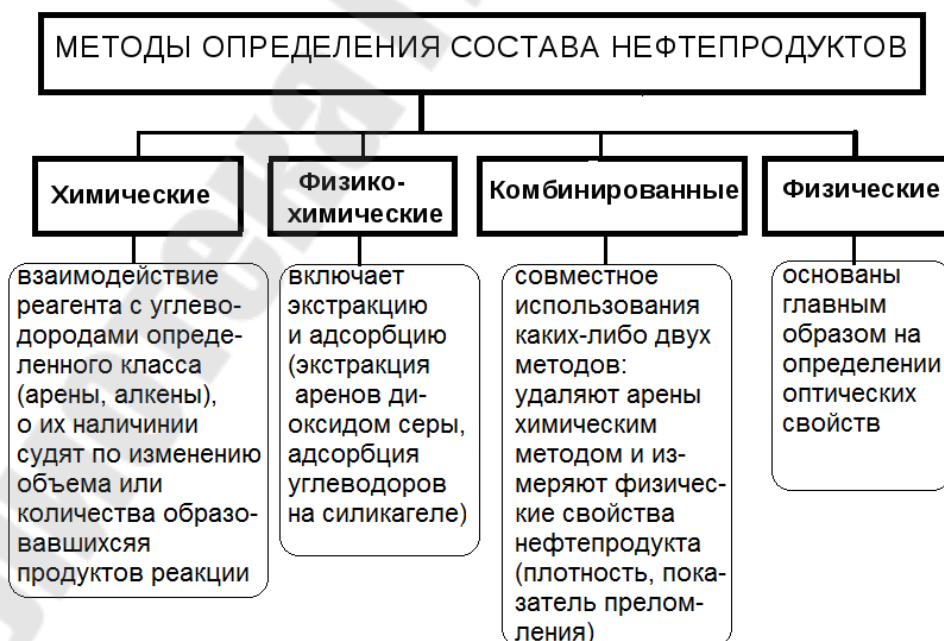 МЕТОДЫ ОПРЕДЕЛЕНИЯ СОСТАВА НЕФТЕПРОДУКТОВ
Химические
взаимодействие
реагента с углево-
дородами опреде-
ленного класса
(арены, алкены),
о их наличинии
судят по изменению
объема или
количества образо-
вавшихсяя
продуктов реакции
Физико-
химические
включает
экстракцию
и адсорбцию
(экстракция
аренов ди-
оксидом серы,
адсорбция
углеводоров
на силикагеле)
Комбинированные
совместное
использования
каких-либо двух
методов:
удаляют арены
химическим
методом и из-
меряют физичес-
кие свойства
нефтепродукта
(плотность, пока-
затель прелом-
ления)
Физические
основаны
главным
образом на
определении
оптических
свойств